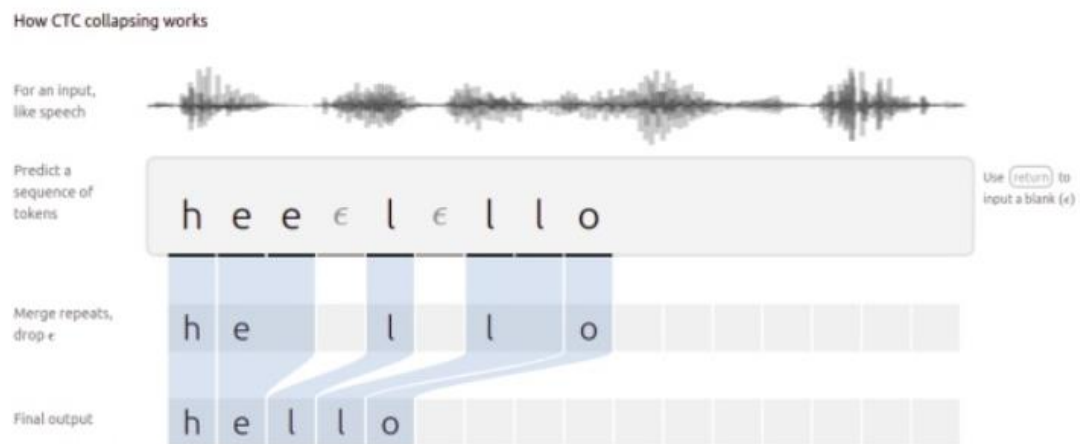 How CTC collapsing works
For an input,
like speech
Predict a
sequence of
tokens
h e e ϵ l ϵ l l o
Use return to
input a blank (ϵ)
Merge repeats,
drop ϵ
h e l l o
Final output
h e l l o